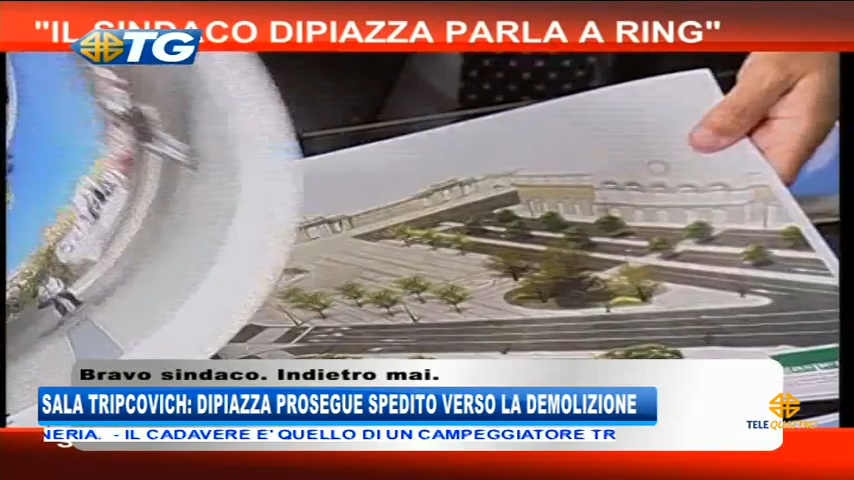 "IL SINDACO DIPIAZZA PARLA A RING"
TG
Bravo sindaco. Indietro mai.
SALA TRIPCOVICH: DIPIAZZA PROSEGUE SPEDITO VERSO LA DEMOLIZIONE
NERIA. - IL CADAVERE E' QUELLO DI UN CAMPEGGIATORE TR
TELEQUATTRO